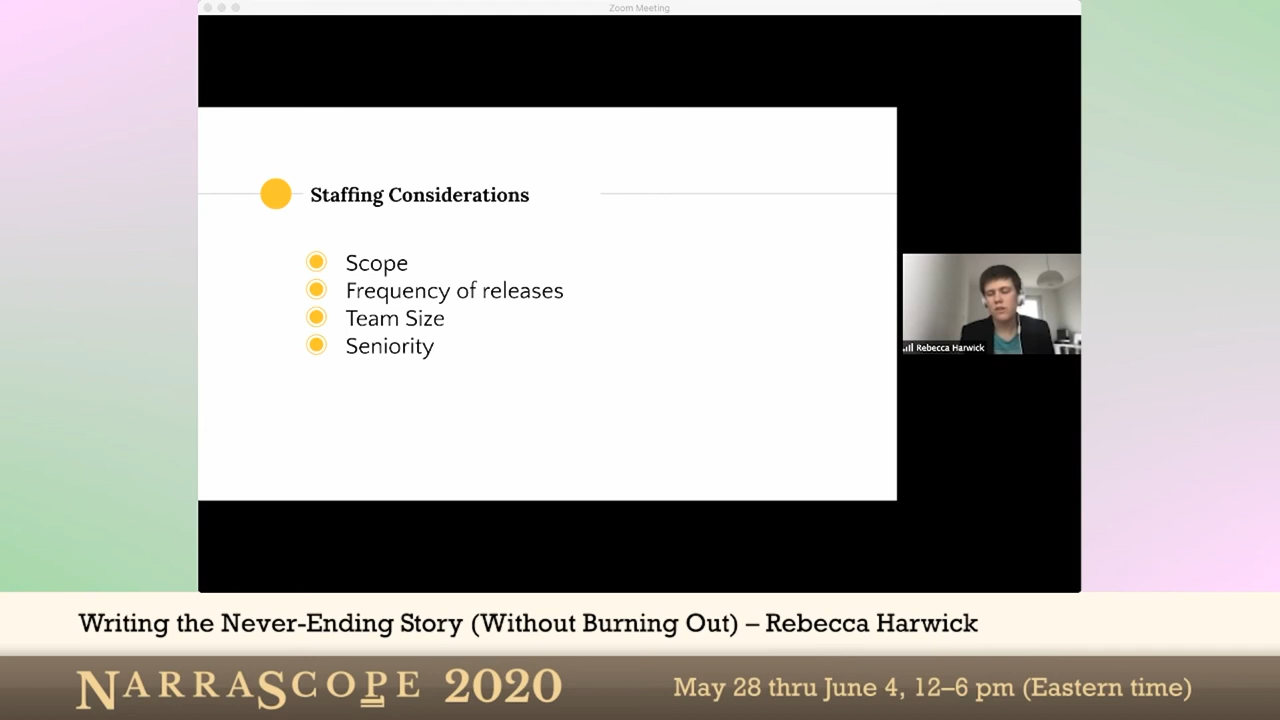 Zoom Meeting
Staffing Considerations
Scope
Frequency of releases
Team Size
Seniority
Rebecca Harwick
Writing the Never-Ending Story (Without Burning Out) – Rebecca Harwick
NARRASCOPE 2020
May 28 thru June 4, 12–6 pm (Eastern time)